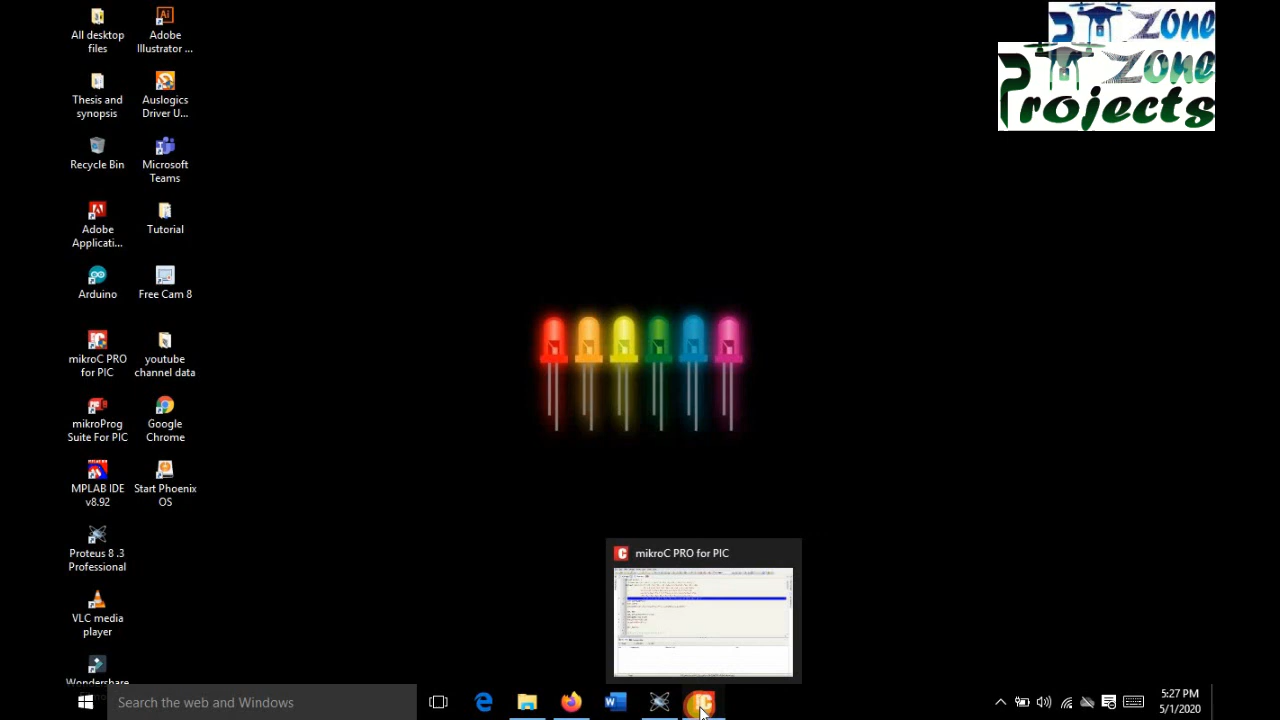 All desktop
files
Adobe
Illustrator ...
Thesis and
synopsis
Auslogics
Driver U...
Recycle Bin
Microsoft
Teams
Adobe
Applicati...
Tutorial
Arduino
Free Cam 8
mikroC PRO
for PIC
youtube
channel data
mikroProg
Suite For PIC
Google
Chrome
MPLAB IDE
v8.92
Start Phoenix
OS
Proteus 8 .3
Professional
VLC media
player
Wondershare
zone
zone
Projects
mikroC PRO for PIC
Search the web and Windows
5:27 PM
5/1/2020